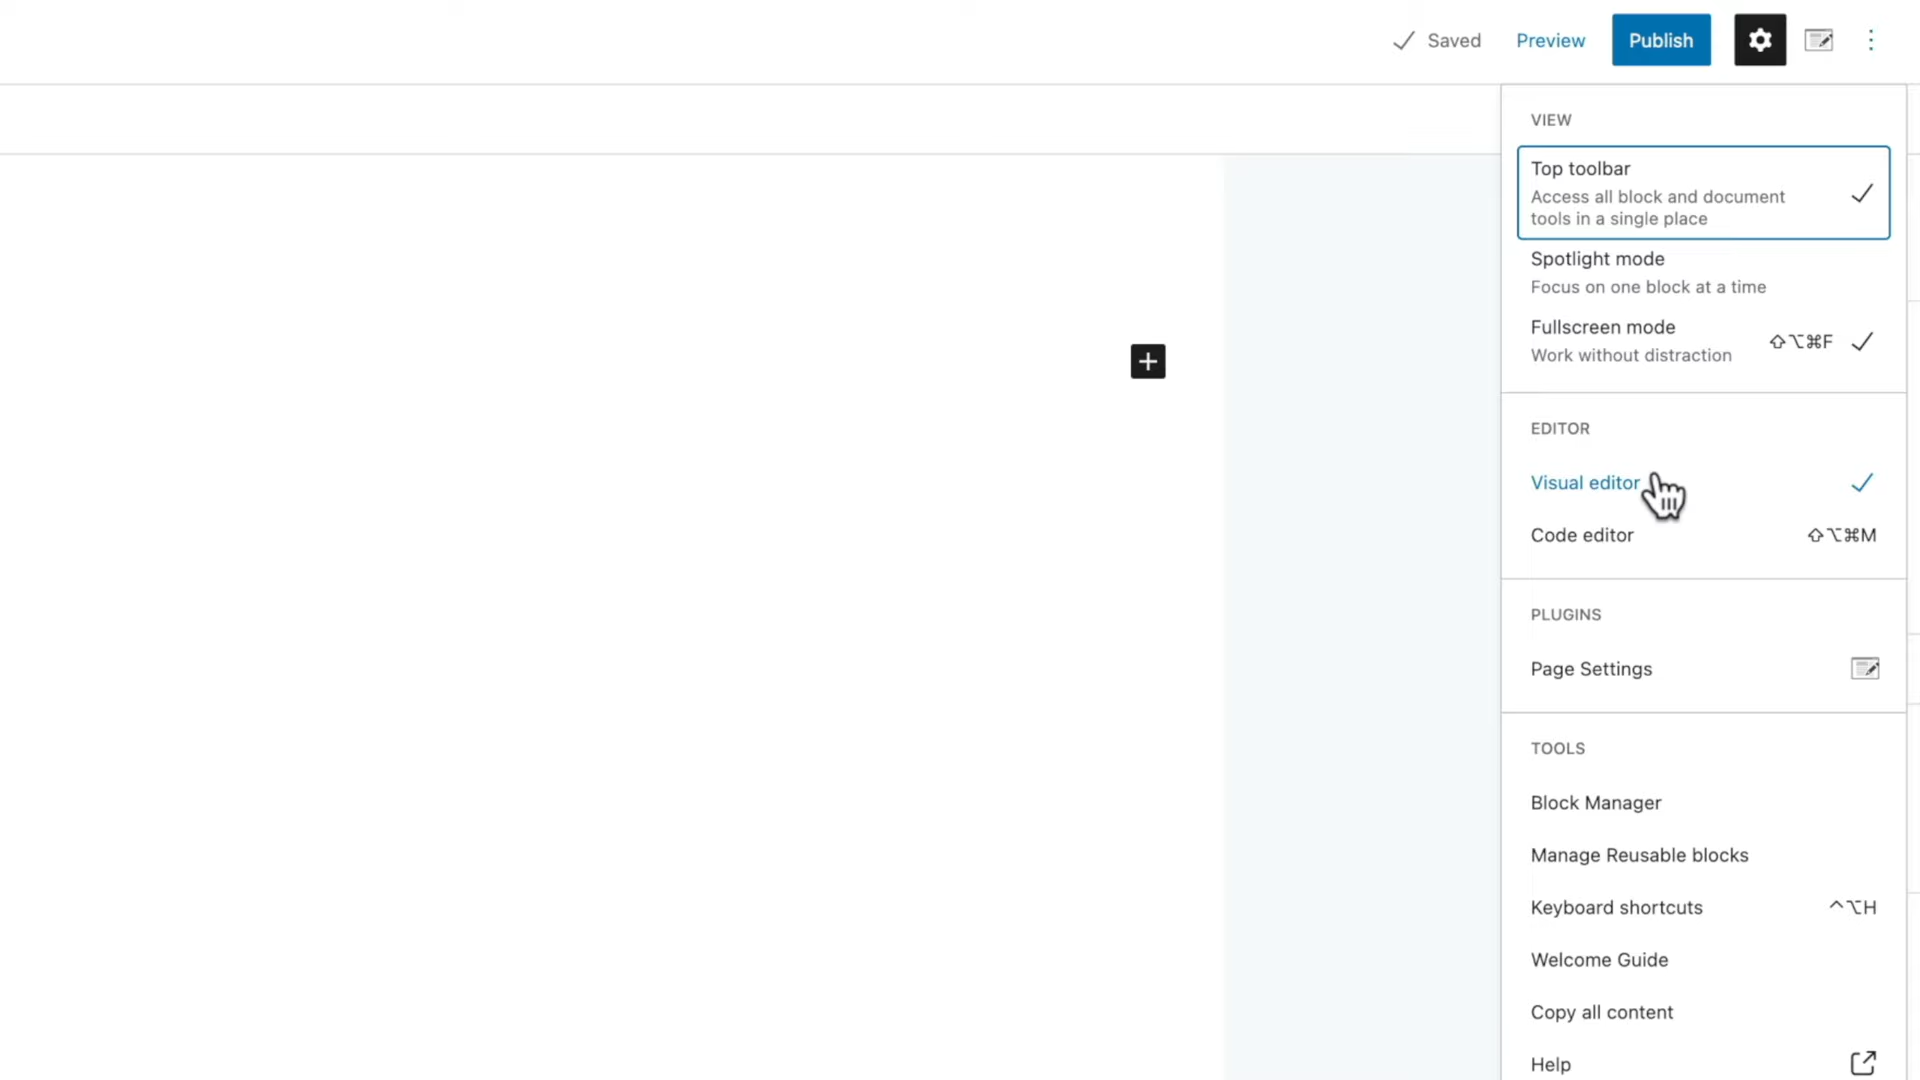 Saved Preview Publish
VIEW
Top toolbar
Access all block and document
tools in a single place
Spotlight mode
Focus on one block at a time
Fullscreen mode ⇧⌥⌘F
Work without distraction
EDITOR
Visual editor
Code editor ⇧⌥⌘M
PLUGINS
Page Settings
TOOLS
Block Manager
Manage Reusable blocks
Keyboard shortcuts ^⌥H
Welcome Guide
Copy all content
Help